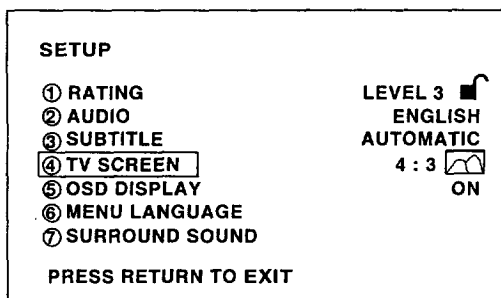 SETUP
① RATING LEVEL 3
② AUDIO ENGLISH
③ SUBTITLE AUTOMATIC
④ TV SCREEN 4 : 3
⑤ OSD DISPLAY ON
⑥ MENU LANGUAGE
⑦ SURROUND SOUND
PRESS RETURN TO EXIT